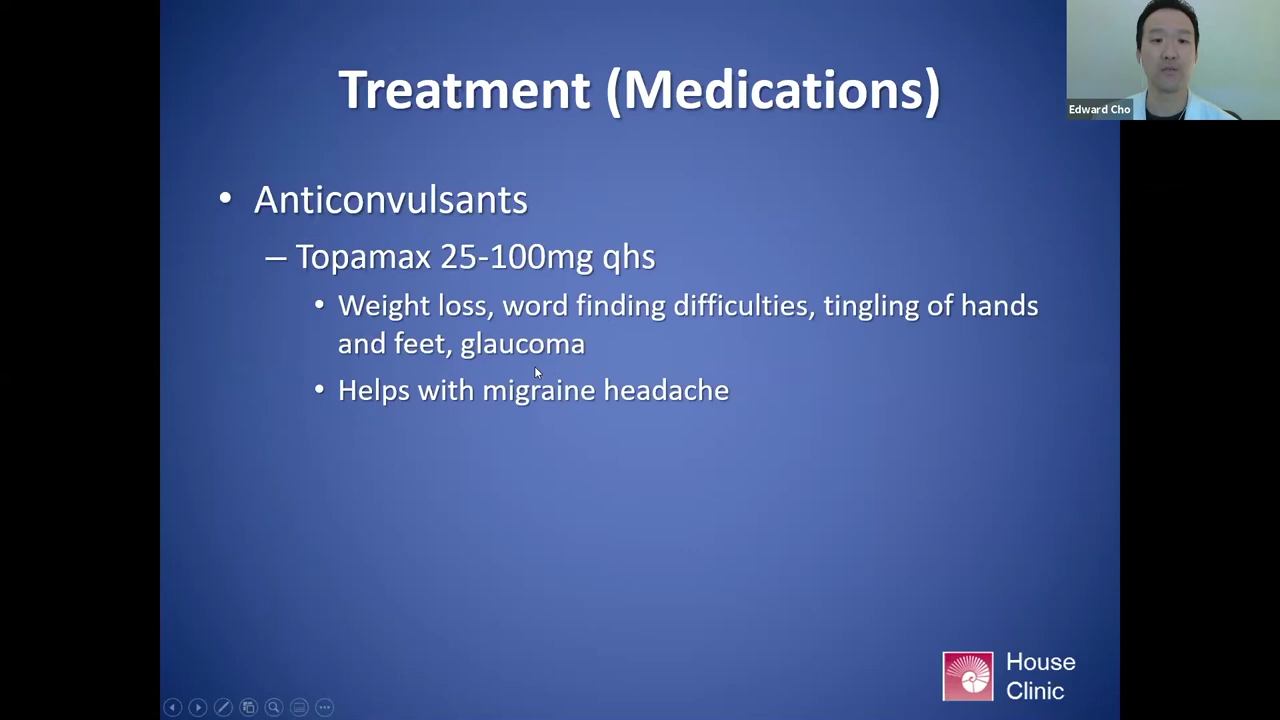 Treatment (Medications)
Edward Cho
• Anticonvulsants
– Topamax 25-100mg qhs
• Weight loss, word finding difficulties, tingling of hands
and feet, glaucoma
• Helps with migraine headache
House
Clinic